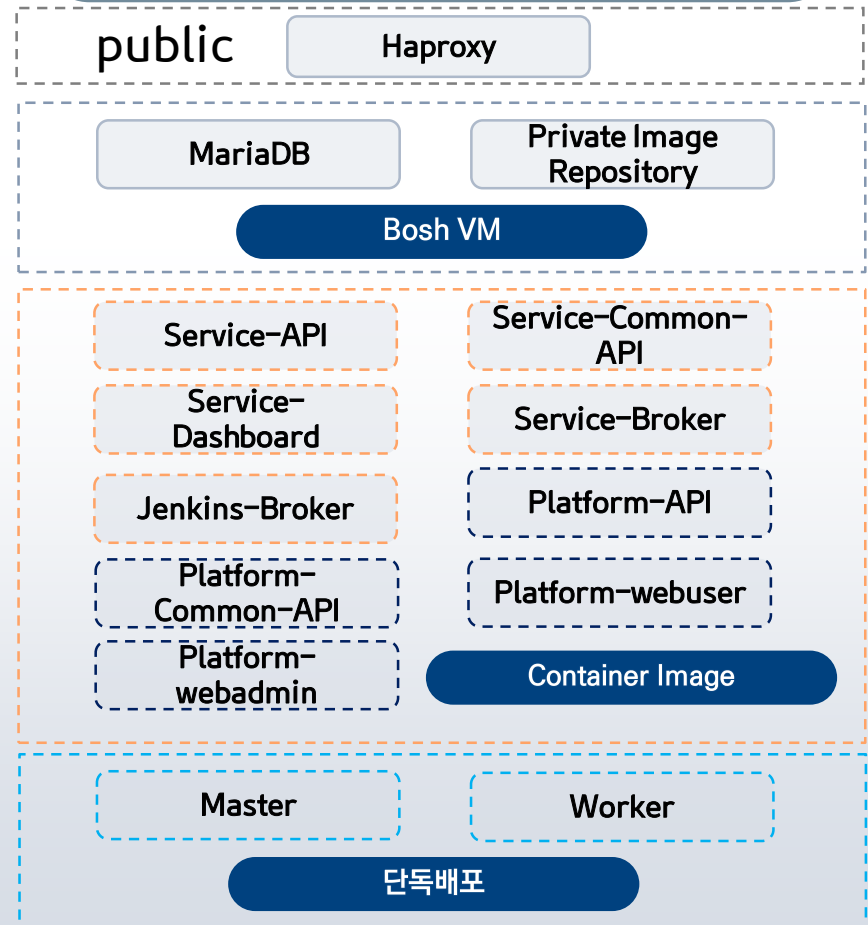 public
Haproxy
MariaDB
Private Image
Repository
Bosh VM
Service-API
Service-Common-
API
Service-
Dashboard
Service-Broker
Jenkins-Broker
Platform-API
Platform-
Common-API
Platform-webuser
Platform-
webadmin
Container Image
Master
Worker
단독배포